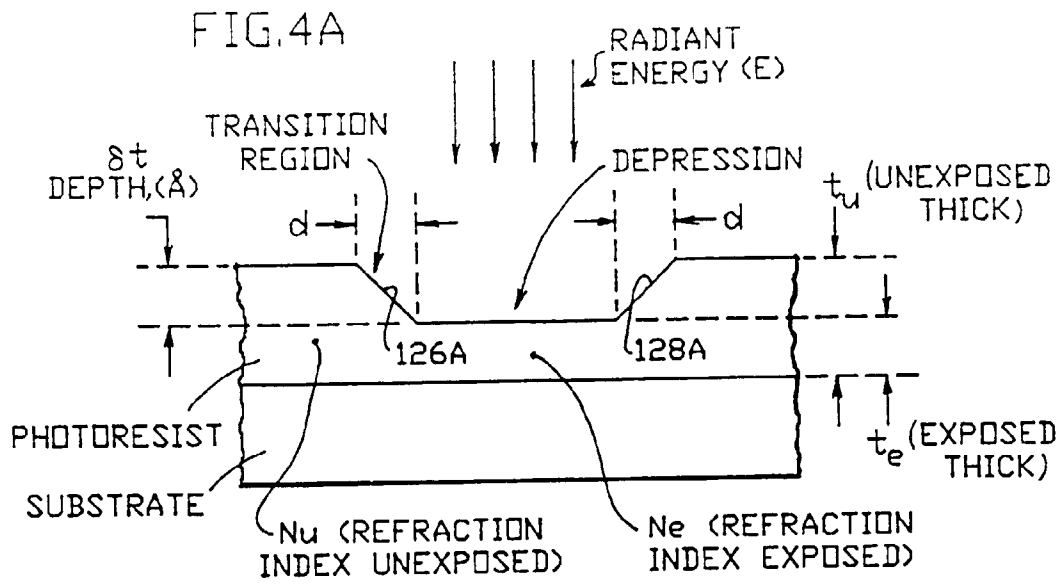 FIG.4A
RADIANT
ENERGY (E)
TRANSITION
REGION
δt
DEPTH,(Å)
DEPRESSION
tu (UNEXPOSED
THICK)
d
d
126A
128A
PHOTORESIST
te (EXPOSED
THICK)
SUBSTRATE
Nu (REFRACTION
INDEX UNEXPOSED)
Ne (REFRACTION
INDEX EXPOSED)